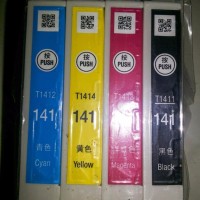 按 PUSH
按 PUSH
按 PUSH
按 PUSH
T1412
T1414
T1411
141
141
141
141
青色
黄色
黑色
Cyan
Yellow
Magenta
Black